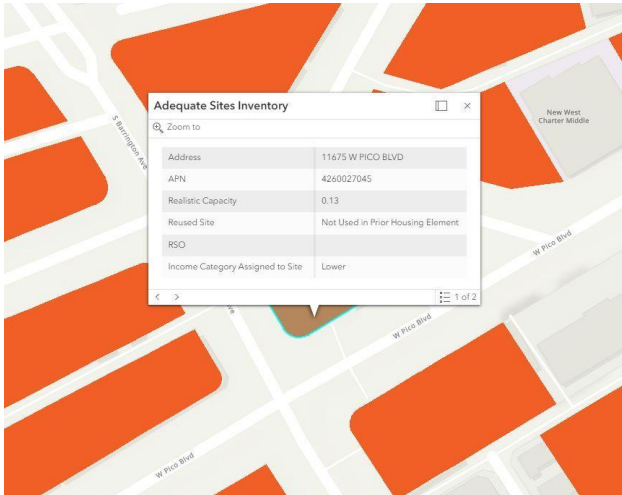 Adequate Sites Inventory
Zoom to
Address 11675 W PICO BLVD
APN 4260027045
Realistic Capacity 0.13
Reused Site Not Used in Prior Housing Element
RSO
Income Category Assigned to Site Lower
1 of 2
S Barrington Ave
New West
Charter Middle
W Pico Blvd
ve
W Pico Blvd
W Pico Blvd